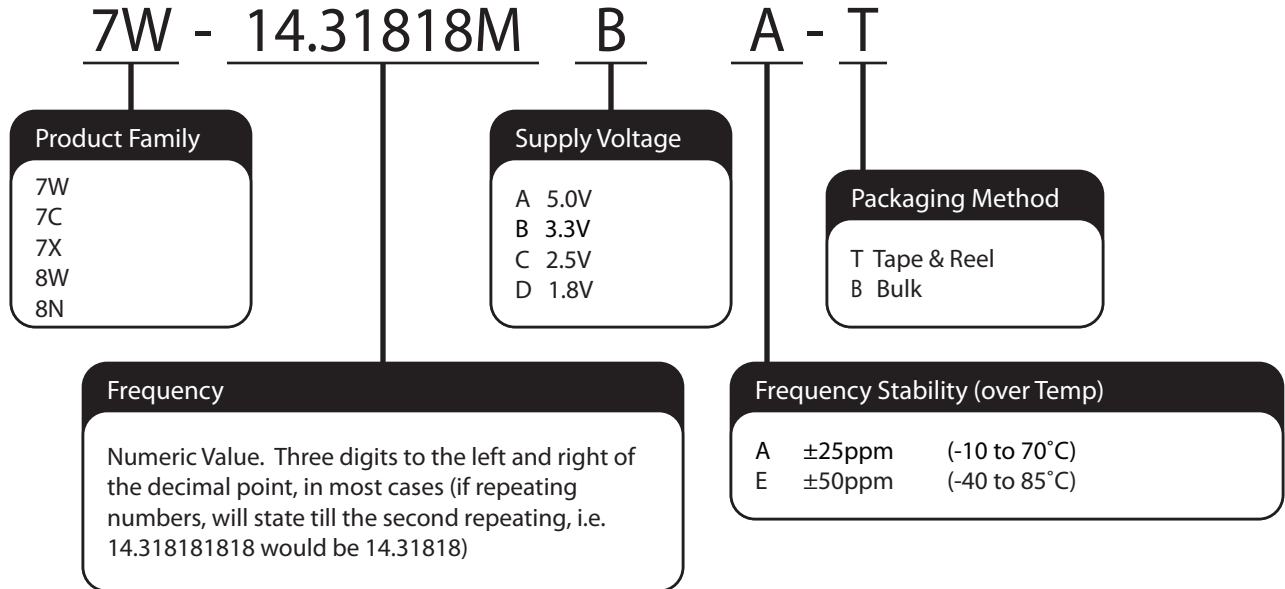 7W - 14.31818M B A - T
Product Family
7W
7C
7X
8W
8N
Supply Voltage
A 5.0V
B 3.3V
C 2.5V
D 1.8V
Packaging Method
T Tape & Reel
B Bulk
Frequency
Numeric Value. Three digits to the left and right of
the decimal point, in most cases (if repeating
numbers, will state till the second repeating, i.e.
14.318181818 would be 14.31818)
Frequency Stability (over Temp)
A ±25ppm (-10 to 70˚C)
E ±50ppm (-40 to 85˚C)